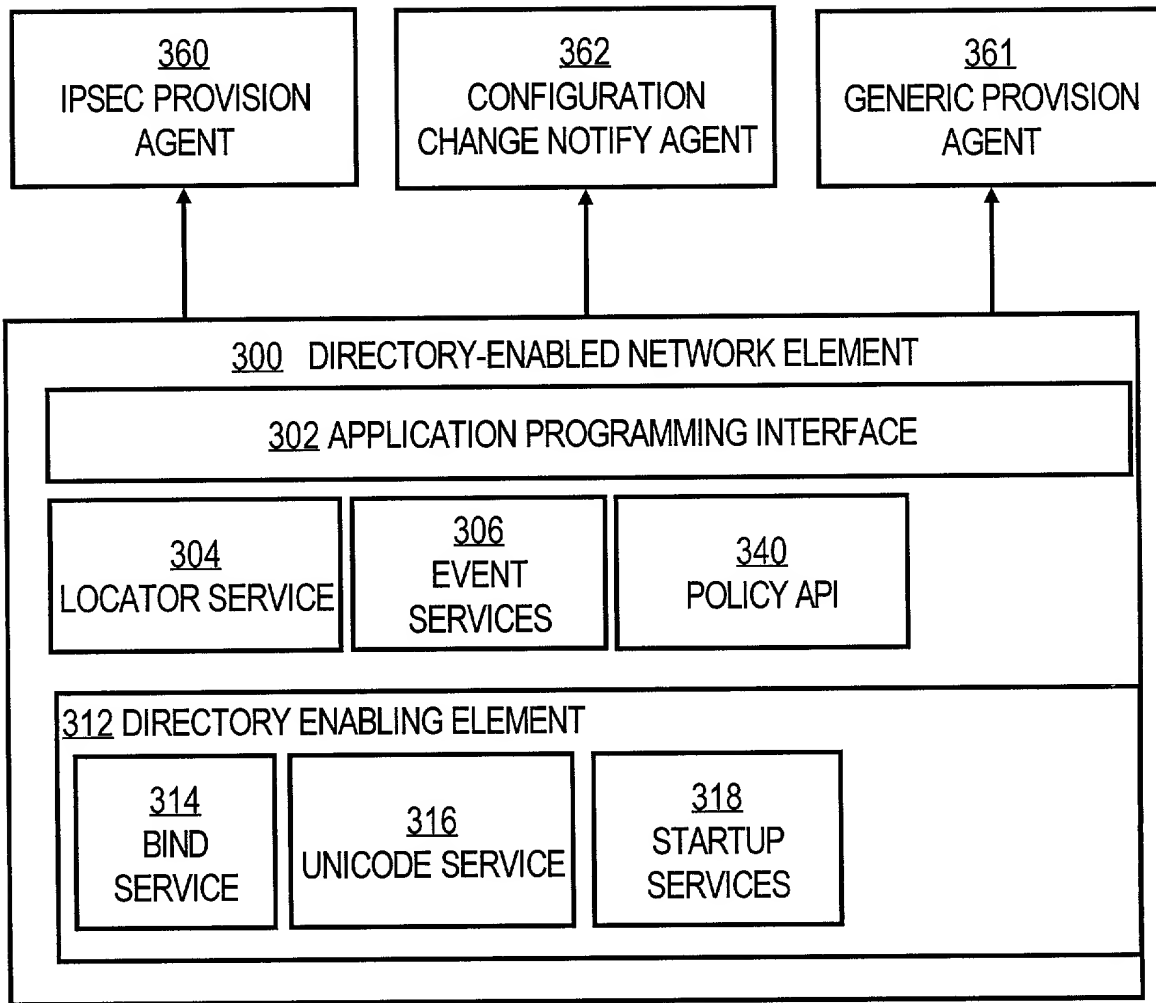 360
IPSEC PROVISION
AGENT
362
CONFIGURATION
CHANGE NOTIFY AGENT
361
GENERIC PROVISION
AGENT
300 DIRECTORY-ENABLED NETWORK ELEMENT
302 APPLICATION PROGRAMMING INTERFACE
304
LOCATOR SERVICE
306
EVENT
SERVICES
340
POLICY API
312 DIRECTORY ENABLING ELEMENT
314
BIND
SERVICE
316
UNICODE SERVICE
318
STARTUP
SERVICES